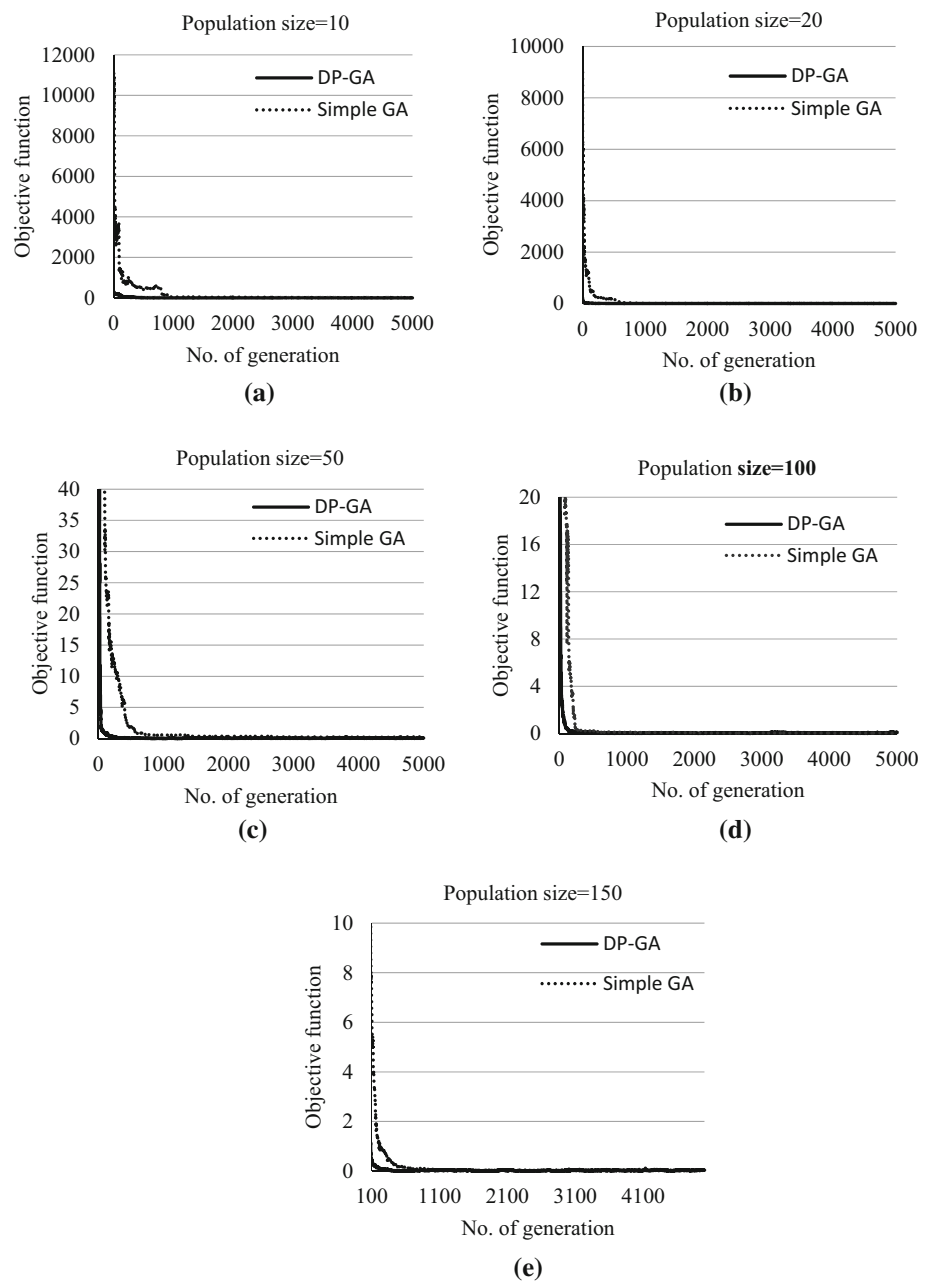 Population size=10
12000
10000
8000
6000
4000
2000
0
Objective function
DP-GA
Simple GA
0 1000 2000 3000 4000 5000
No. of generation
(a)
Population size=20
10000
8000
6000
4000
2000
0
Objective function
DP-GA
Simple GA
0 1000 2000 3000 4000 5000
No. of generation
(b)
Population size=50
40
35
30
25
20
15
10
5
0
Objective function
DP-GA
Simple GA
0 1000 2000 3000 4000 5000
No. of generation
(c)
Population size=100
20
16
12
8
4
0
Objective function
DP-GA
Simple GA
0 1000 2000 3000 4000 5000
No. of generation
(d)
Population size=150
10
8
6
4
2
0
Objective function
DP-GA
Simple GA
100 1100 2100 3100 4100
No. of generation
(e)